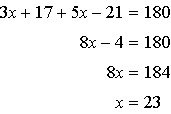 3x + 17 + 5x − 21 = 180
8x − 4 = 180
8x = 184
x = 23